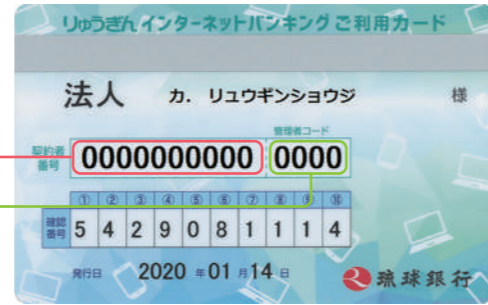 りゅうぎん インターネットバンキングご利用カード
法人 カ．リュウギンショウジ 様
管理者コード
契約者番号 0000000000 0000
① ② ③ ④ ⑤ ⑥ ⑦ ⑧ ⑨ ⑩
確認番号 5 4 2 9 0 8 1 1 1 4
発行日 2020 年 01 月 14 日 琉球銀行